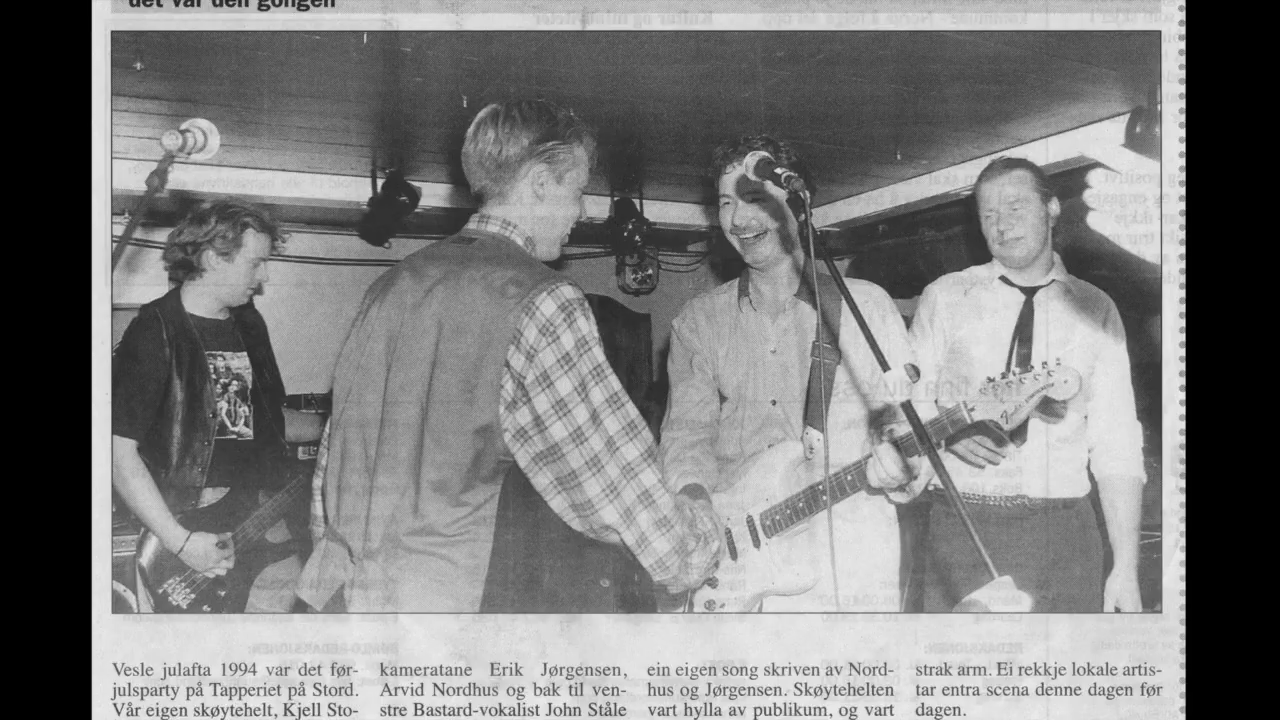 det var den gongen
Vesle julafta 1994 var det før-
julsparty på Tapperiet på Stord.
Vår eigen skøytehelt, Kjell Sto-
kameratane Erik Jørgensen,
Arvid Nordhus og bak til ven-
stre Bastard-vokalist John Ståle
ein eigen song skriven av Nord-
hus og Jørgensen. Skøytehelten
vart hylla av publikum, og vart
strak arm. Ei rekkje lokale artis-
tar entra scena denne dagen før
dagen.